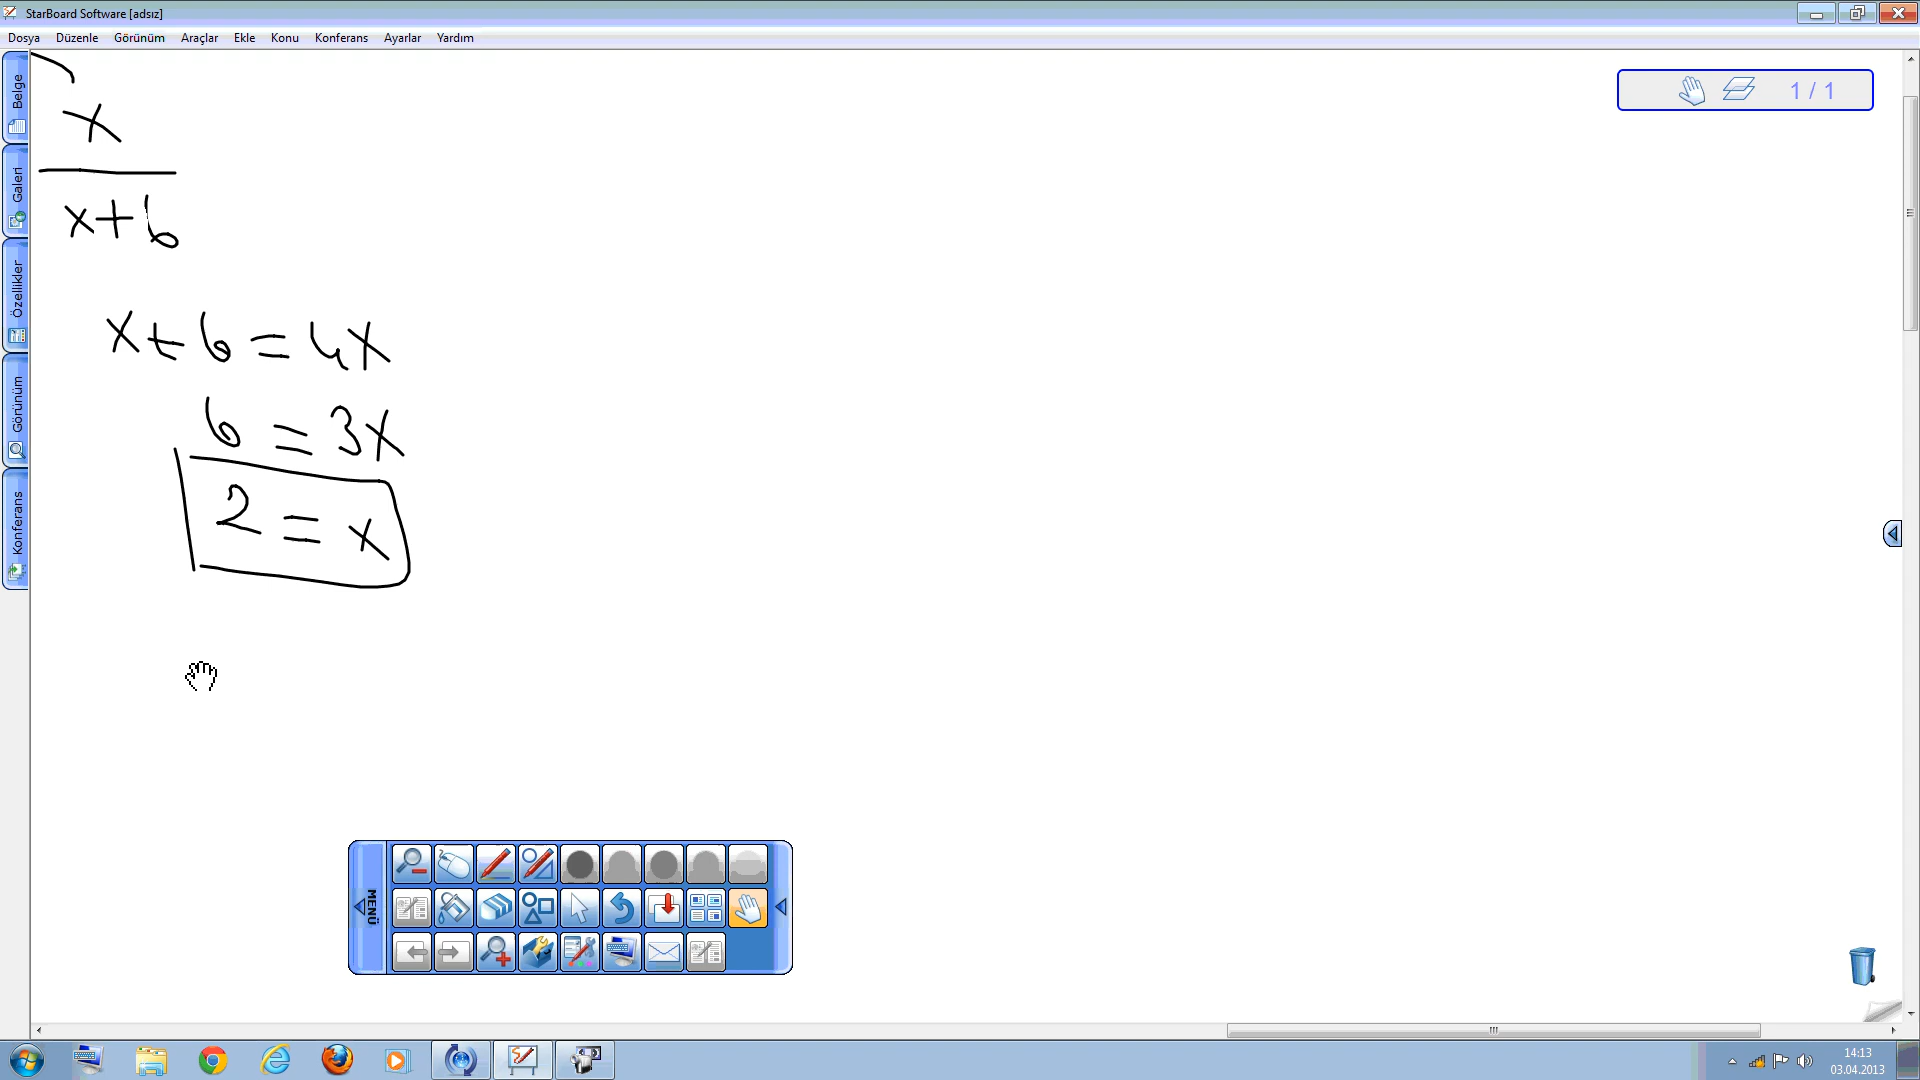 StarBoard Software [adsız]
Dosya Düzenle Görünüm Araçlar Ekle Konu Konferans Ayarlar Yardım
Belge
Galeri
Özellikler
Görünüm
Konferans
1 / 1
x
x+6
x+6=4x
6=3x
2=x
MENÜ
14:13
03.04.2013